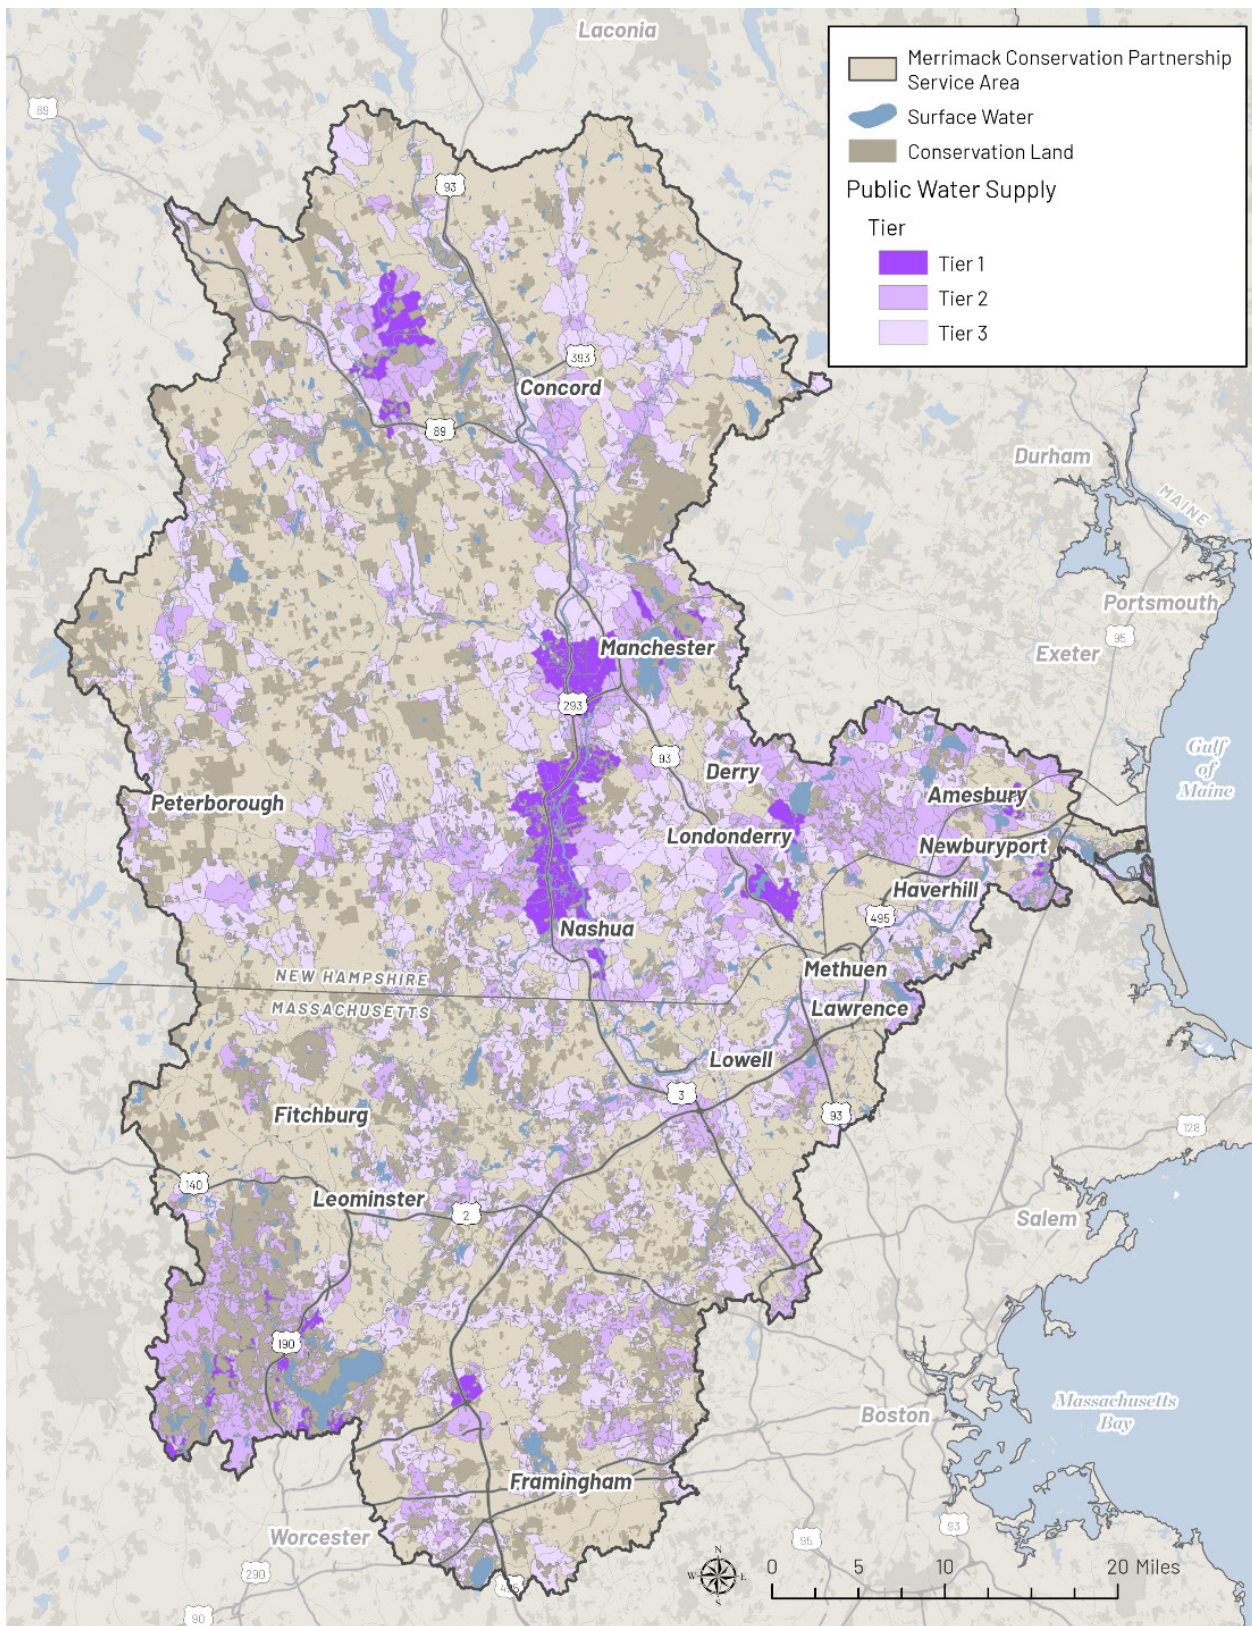 Laconia
Merrimack Conservation Partnership
Service Area
Surface Water
Conservation Land
Public Water Supply
Tier
Tier 1
Tier 2
Tier 3
89
93
393
Concord
89
Durham
MAINE
Portsmouth
95
Exeter
Manchester
293
93
Derry
Gulf
of
Maine
Peterborough
Amesbury
Londonderry
Newburyport
Haverhill
495
Nashua
Methuen
NEW HAMPSHIRE
MASSACHUSETTS
Lawrence
Lowell
3
Fitchburg
93
128
140
Leominster
2
Salem
190
Massachusetts
Bay
Boston
Framingham
Worcester
95
93
290
495
90
N
W
E
S
0 5 10 20 Miles